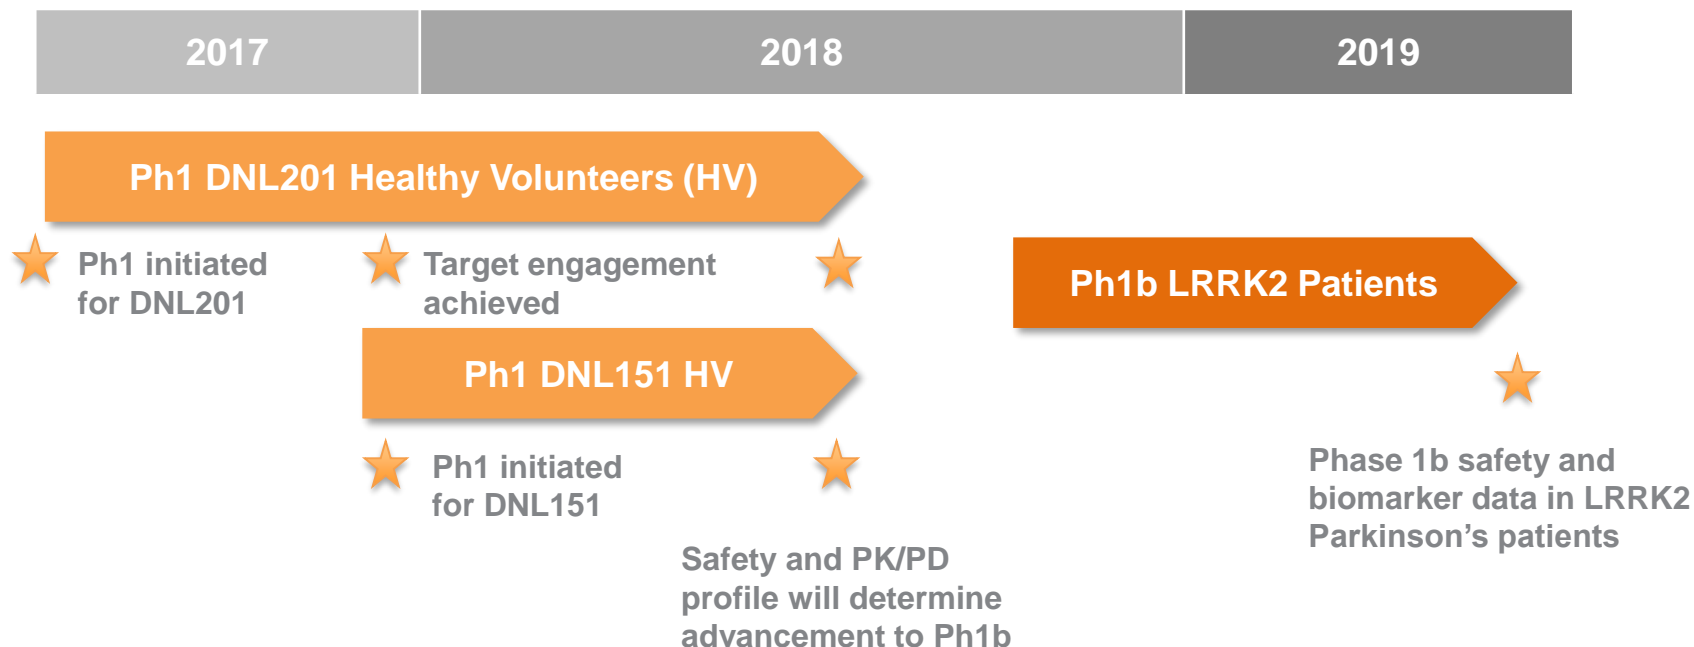 2017
2018
2019
Ph1 DNL201 Healthy Volunteers (HV)
Ph1 initiated
for DNL201
Target engagement
achieved
Ph1b LRRK2 Patients
Ph1 DNL151 HV
Ph1 initiated
for DNL151
Phase 1b safety and
biomarker data in LRRK2
Parkinson’s patients
Safety and PK/PD
profile will determine
advancement to Ph1b